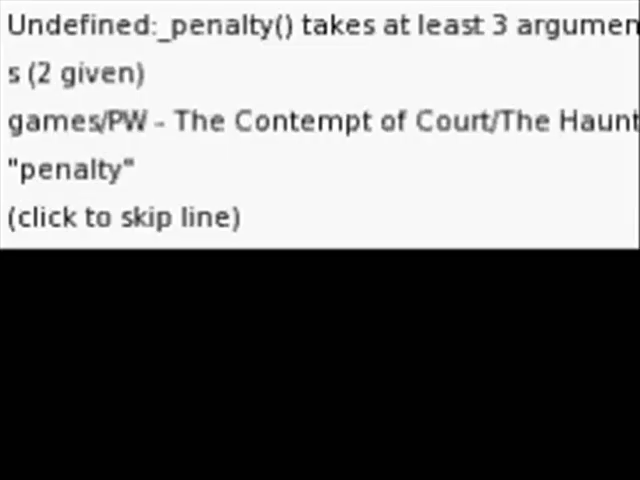 Undefined:_penalty() takes at least 3 argumen
s (2 given)
games/PW - The Contempt of Court/The Haunt
"penalty"
(click to skip line)